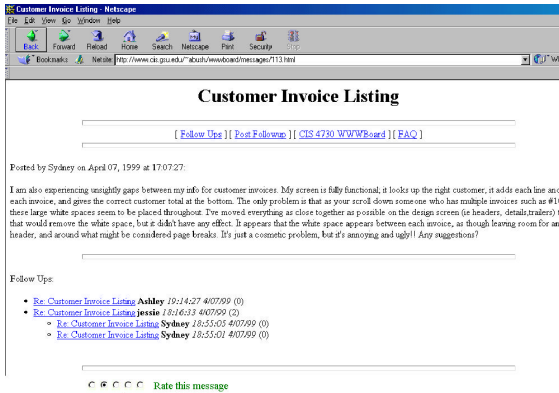 Customer Invoice Listing - Netscape
File Edit View Go Window Help
Back Forward Reload Home Search Netscape Print Security Stop
Bookmarks Netsite: http://www.cis.gsu.edu/~abush/wwwboard/messages/113.html
Customer Invoice Listing
[ Follow Ups ] [ Post Followup ] [ CIS 4730 WWWBoard ] [ FAQ ]
Posted by Sydney on April 07, 1999 at 17:07:27:
I am also experiencing unsightly gaps between my info for customer invoices. My screen is fully functional; it looks up the right customer, it adds each line and
each invoice, and gives the correct customer total at the bottom. The only problem is that as your scroll down someone who has multiple invoices such as
these large white spaces seem to be placed throughout. I've moved everything as close together as possible on the design screen (ie headers, details,trailers)
that would remove the white space, but it didn't have any effect. It appears that the white space appears between each invoice, as though leaving room for
header, and around what might be considered page breaks. It's just a cosmetic problem, but it's annoying and ugly!! Any suggestions?
Follow Ups:
Re: Customer Invoice Listing Ashley 19:14:27 4/07/99 (0)
Re: Customer Invoice Listing jessie 18:16:33 4/07/99 (2)
Re: Customer Invoice Listing Sydney 18:55:05 4/07/99 (0)
Re: Customer Invoice Listing Sydney 18:55:01 4/07/99 (0)
Rate this message